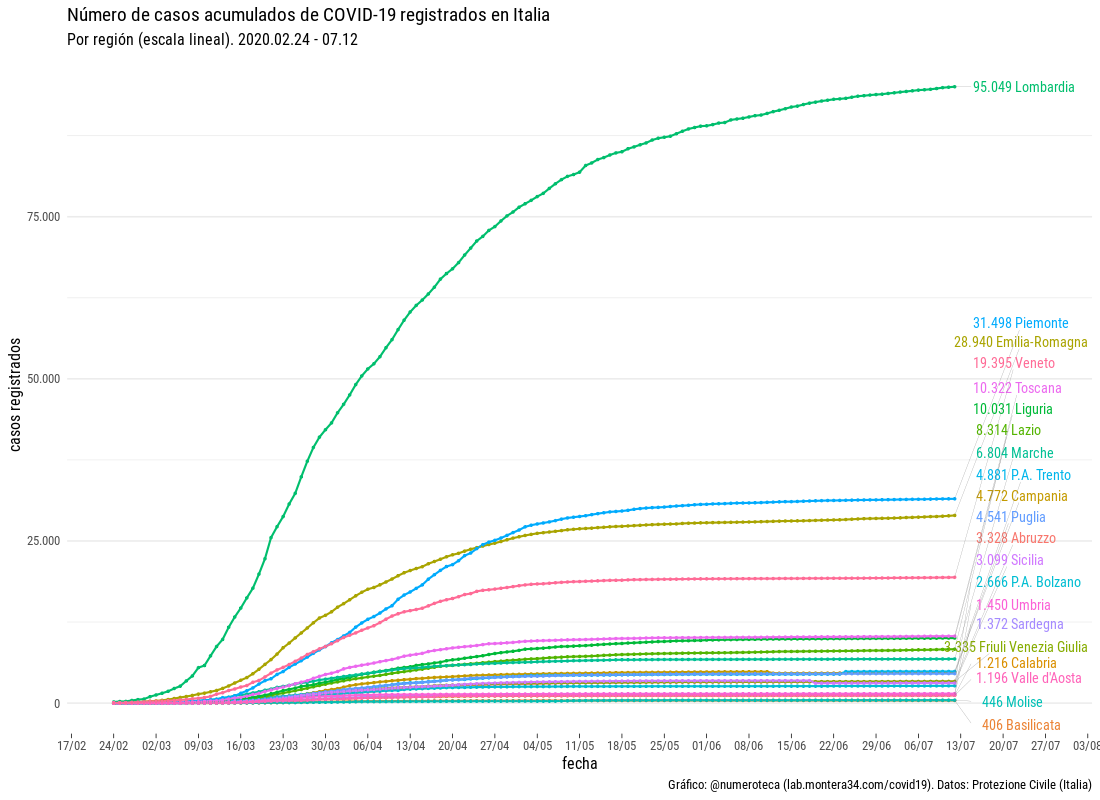 Número de casos acumulados de COVID-19 registrados en Italia
Por región (escala lineal). 2020.02.24 - 07.12
95.049 Lombardia
75.000
31.498 Piemonte
28.940 Emilia-Romagna
19.395 Veneto
50.000
10.322 Toscana
10.031 Liguria
8.314 Lazio
casos registrados
6.804 Marche
4.881 P.A. Trento
4.772 Campania
4.541 Puglia
25.000
3.328 Abruzzo
3.099 Sicilia
2.666 P.A. Bolzano
1.450 Umbria
1.372 Sardegna
3.335 Friuli Venezia Giulia
1.216 Calabria
1.196 Valle d'Aosta
0
446 Molise
406 Basilicata
17/02 24/02 02/03 09/03 16/03 23/03 30/03 06/04 13/04 20/04 27/04 04/05 11/05 18/05 25/05 01/06 08/06 15/06 22/06 29/06 06/07 13/07 20/07 27/07 03/08
fecha
Gráfico: @numeroteca (lab.montera34.com/covid19). Datos: Protezione Civile (Italia)